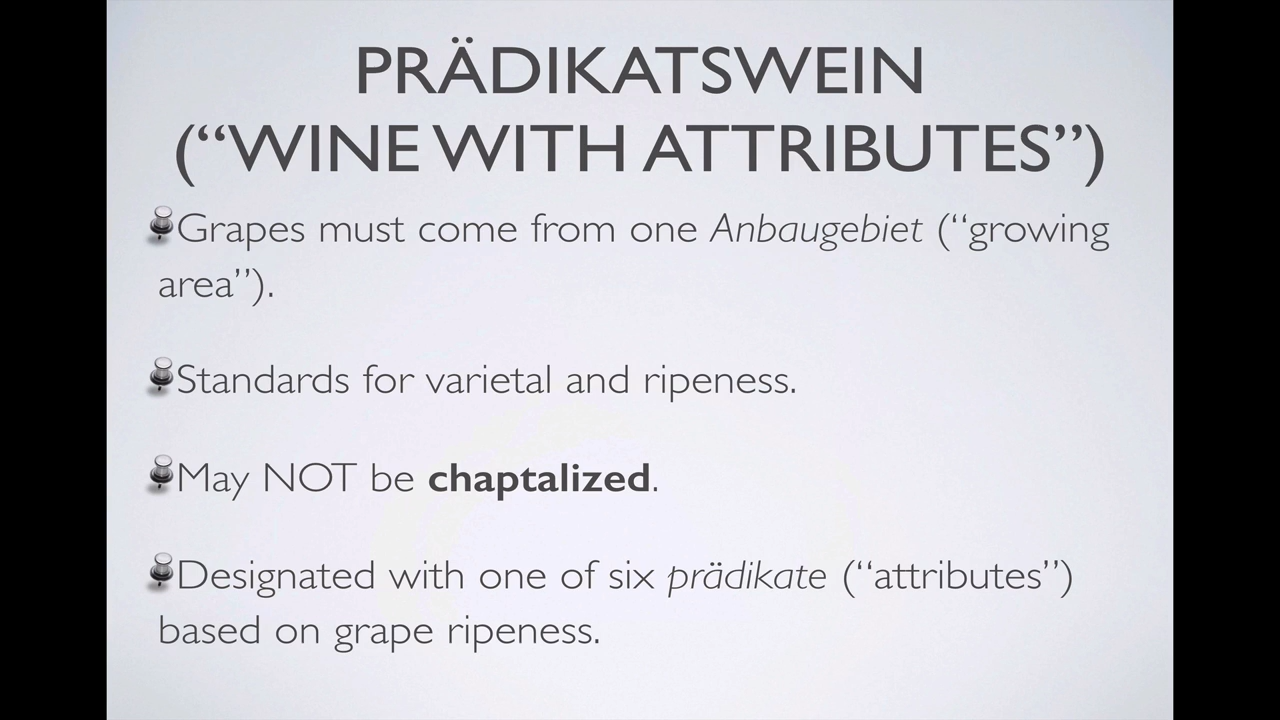 PRÄDIKATSWEIN
(“WINE WITH ATTRIBUTES”)
Grapes must come from one Anbaugebiet (“growing
area”).
Standards for varietal and ripeness.
May NOT be chaptalized.
Designated with one of six prädikate (“attributes”)
based on grape ripeness.